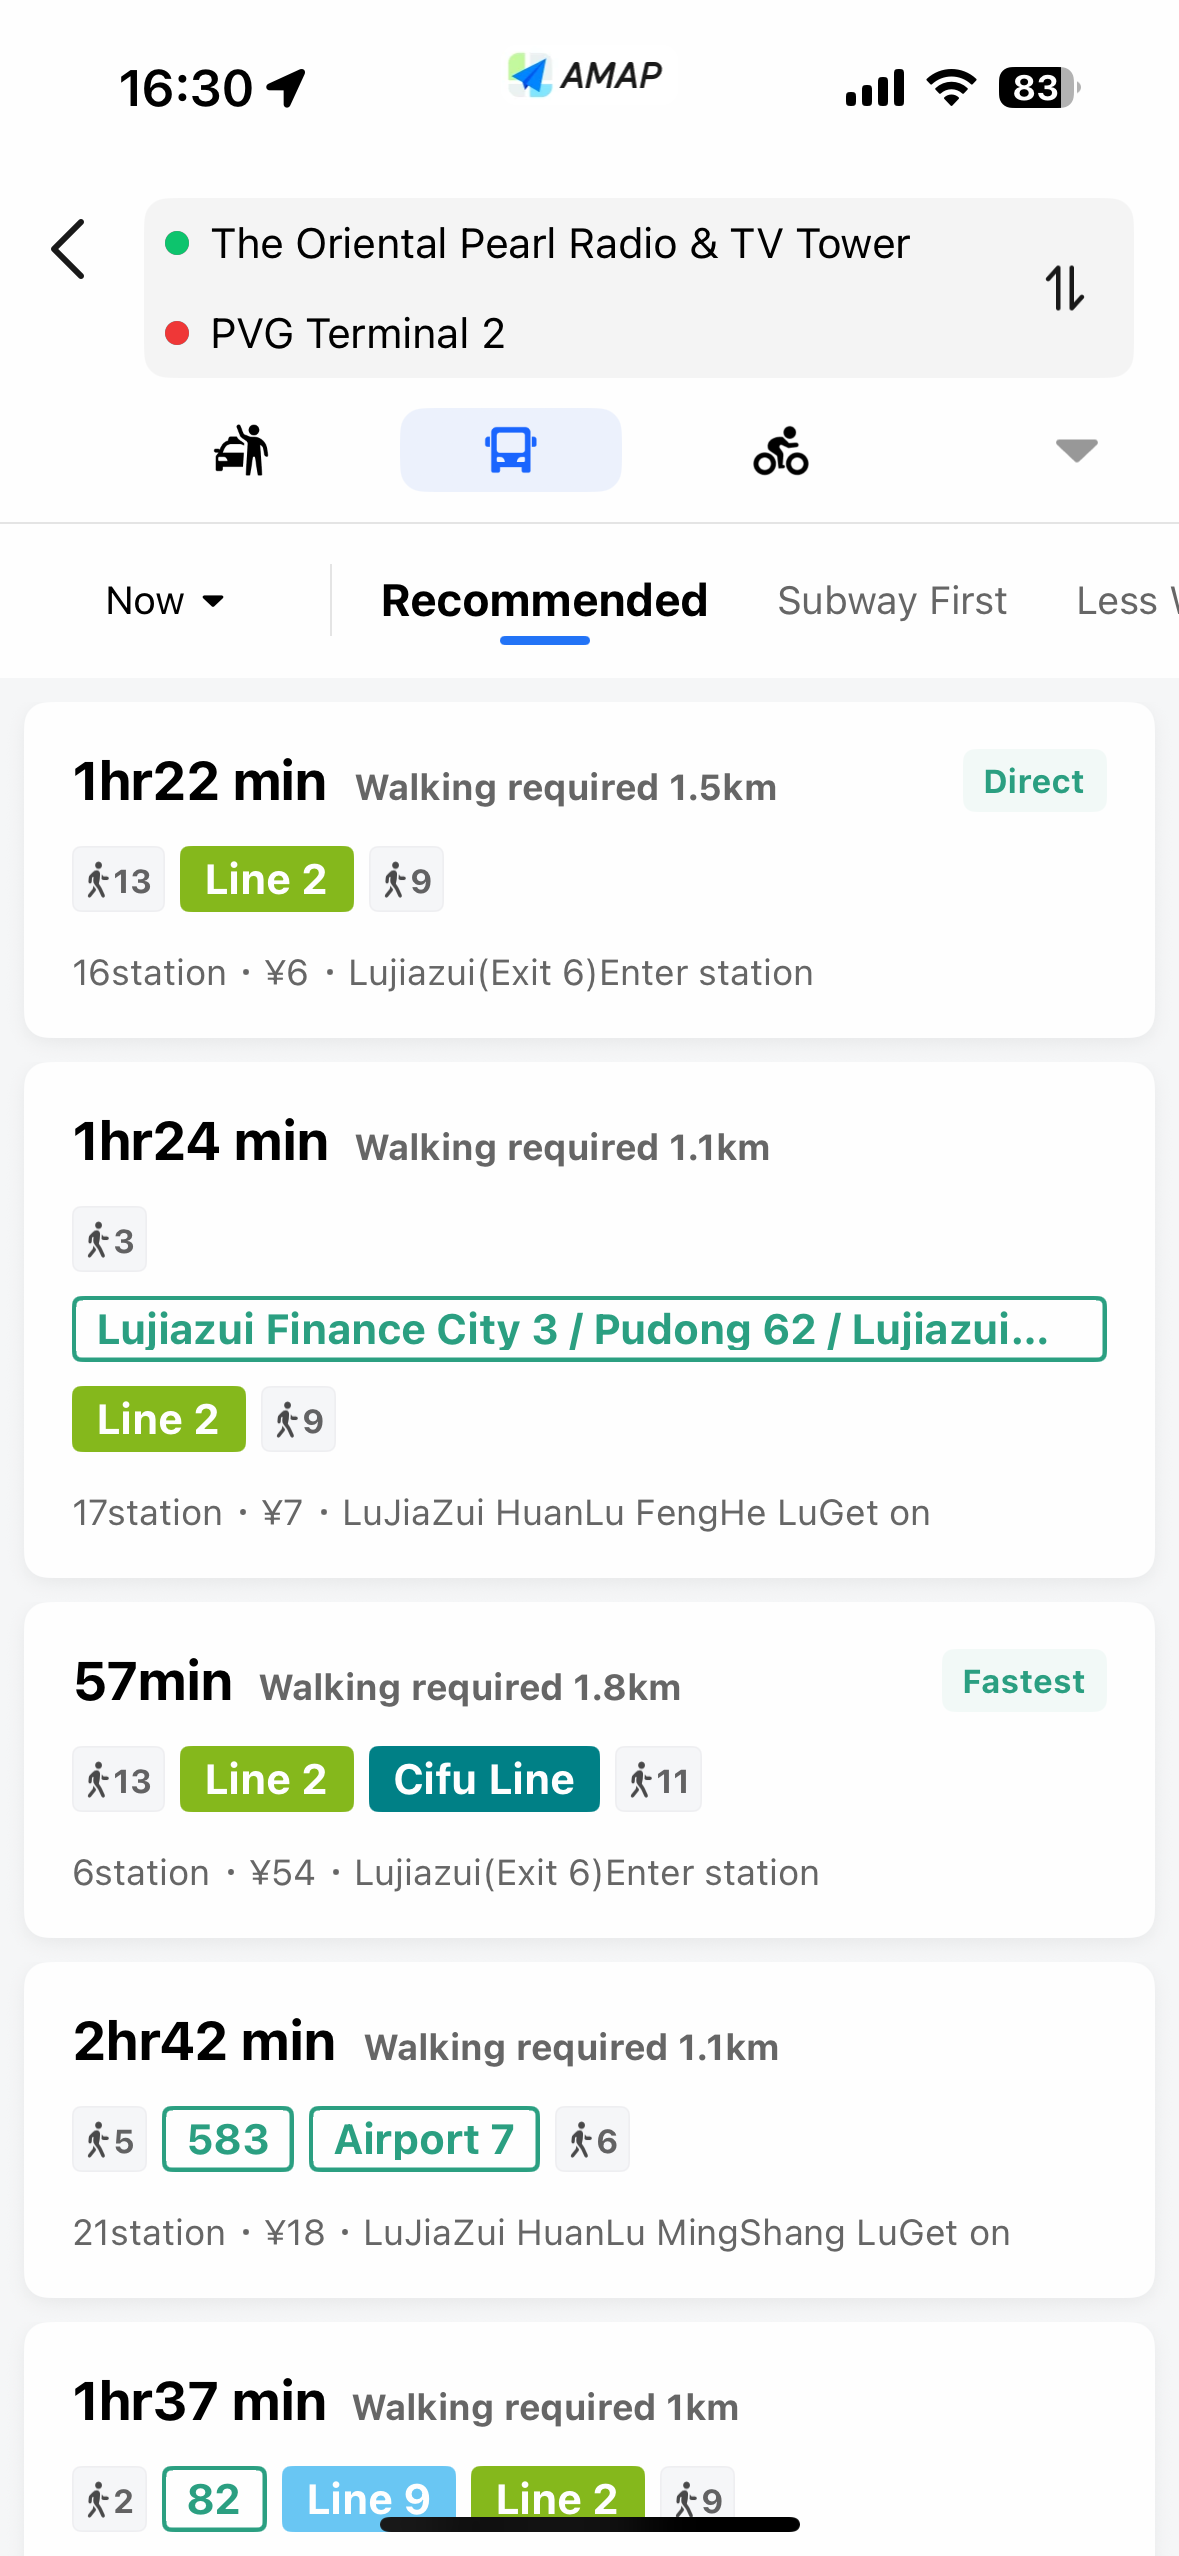 16:30
AMAP
83
The Oriental Pearl Radio & TV Tower
PVG Terminal 2
Now
Recommended
Subway First
Less
1hr22 min Walking required 1.5km
Direct
13 Line 2 9
16station · ¥6 · Lujiazui(Exit 6)Enter station
1hr24 min Walking required 1.1km
3
Lujiazui Finance City 3 / Pudong 62 / Lujiazui...
Line 2 9
17station · ¥7 · LuJiaZui HuanLu FengHe LuGet on
57min Walking required 1.8km
Fastest
13 Line 2 Cifu Line 11
6station · ¥54 · Lujiazui(Exit 6)Enter station
2hr42 min Walking required 1.1km
5 583 Airport 7 6
21station · ¥18 · LuJiaZui HuanLu MingShang LuGet on
1hr37 min Walking required 1km
2 82 Line 9 Line 2 9